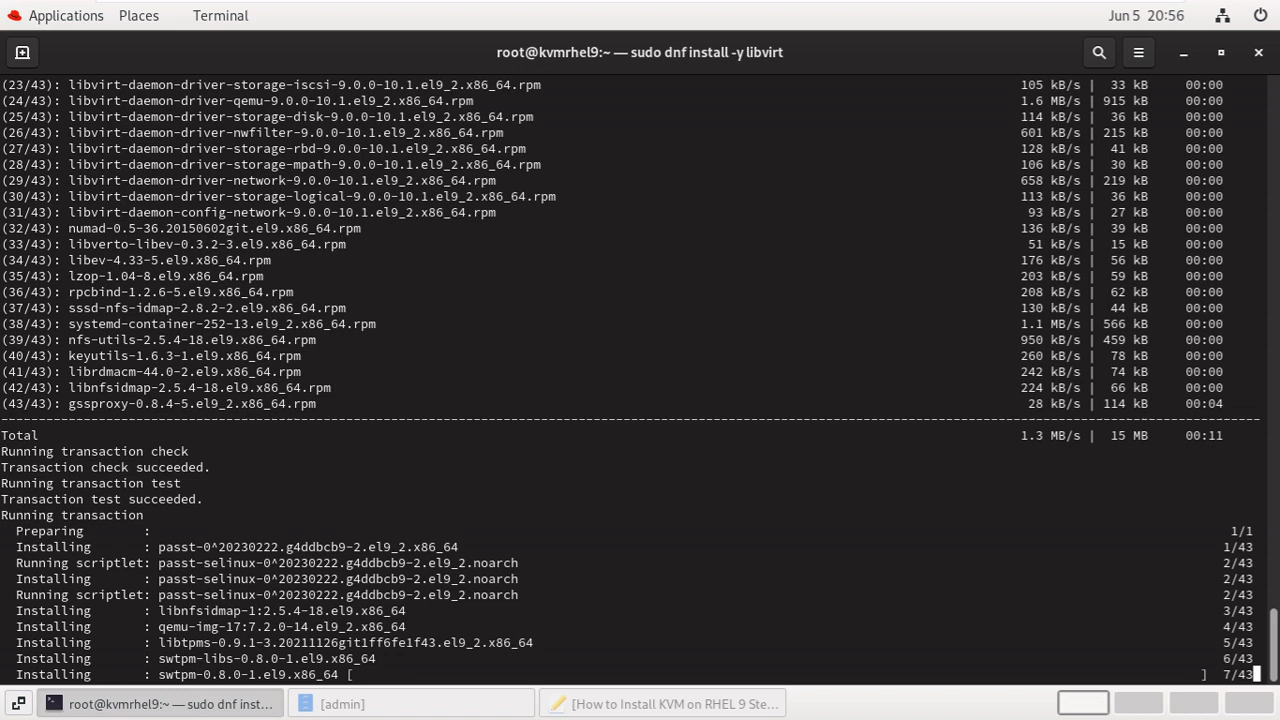 Applications Places Terminal Jun 5 20:56
root@kvmrhel9:~ — sudo dnf install -y libvirt
(23/43): libvirt-daemon-driver-storage-iscsi-9.0.0-10.1.el9_2.x86_64.rpm 105 kB/s | 33 kB 00:00
(24/43): libvirt-daemon-driver-qemu-9.0.0-10.1.el9_2.x86_64.rpm 1.6 MB/s | 915 kB 00:00
(25/43): libvirt-daemon-driver-storage-disk-9.0.0-10.1.el9_2.x86_64.rpm 114 kB/s | 36 kB 00:00
(26/43): libvirt-daemon-driver-nwfilter-9.0.0-10.1.el9_2.x86_64.rpm 601 kB/s | 215 kB 00:00
(27/43): libvirt-daemon-driver-storage-rbd-9.0.0-10.1.el9_2.x86_64.rpm 128 kB/s | 41 kB 00:00
(28/43): libvirt-daemon-driver-storage-mpath-9.0.0-10.1.el9_2.x86_64.rpm 106 kB/s | 30 kB 00:00
(29/43): libvirt-daemon-driver-network-9.0.0-10.1.el9_2.x86_64.rpm 658 kB/s | 219 kB 00:00
(30/43): libvirt-daemon-driver-storage-logical-9.0.0-10.1.el9_2.x86_64.rpm 113 kB/s | 36 kB 00:00
(31/43): libvirt-daemon-config-network-9.0.0-10.1.el9_2.x86_64.rpm 93 kB/s | 27 kB 00:00
(32/43): numad-0.5-36.20150602git.el9.x86_64.rpm 136 kB/s | 39 kB 00:00
(33/43): libverto-libev-0.3.2-3.el9.x86_64.rpm 51 kB/s | 15 kB 00:00
(34/43): libev-4.33-5.el9.x86_64.rpm 176 kB/s | 56 kB 00:00
(35/43): lzop-1.04-8.el9.x86_64.rpm 203 kB/s | 59 kB 00:00
(36/43): rpcbind-1.2.6-5.el9.x86_64.rpm 208 kB/s | 62 kB 00:00
(37/43): sssd-nfs-idmap-2.8.2-2.el9.x86_64.rpm 130 kB/s | 44 kB 00:00
(38/43): systemd-container-252-13.el9_2.x86_64.rpm 1.1 MB/s | 566 kB 00:00
(39/43): nfs-utils-2.5.4-18.el9.x86_64.rpm 950 kB/s | 459 kB 00:00
(40/43): keyutils-1.6.3-1.el9.x86_64.rpm 260 kB/s | 78 kB 00:00
(41/43): librdmacm-44.0-2.el9.x86_64.rpm 242 kB/s | 74 kB 00:00
(42/43): libnfsidmap-2.5.4-18.el9.x86_64.rpm 224 kB/s | 66 kB 00:00
(43/43): gssproxy-0.8.4-5.el9_2.x86_64.rpm 28 kB/s | 114 kB 00:04
Total 1.3 MB/s | 15 MB 00:11
Running transaction check
Transaction check succeeded.
Running transaction test
Transaction test succeeded.
Running transaction
Preparing : 1/1
Installing : passt-0^20230222.g4ddbcb9-2.el9_2.x86_64 1/43
Running scriptlet: passt-selinux-0^20230222.g4ddbcb9-2.el9_2.noarch 2/43
Installing : passt-selinux-0^20230222.g4ddbcb9-2.el9_2.noarch 2/43
Running scriptlet: passt-selinux-0^20230222.g4ddbcb9-2.el9_2.noarch 2/43
Installing : libnfsidmap-1:2.5.4-18.el9.x86_64 3/43
Installing : qemu-img-17:7.2.0-14.el9_2.x86_64 4/43
Installing : libtpms-0.9.1-3.20211126git1ff6fe1f43.el9_2.x86_64 5/43
Installing : swtpm-libs-0.8.0-1.el9.x86_64 6/43
Installing : swtpm-0.8.0-1.el9.x86_64 [ ] 7/43
root@kvmrhel9:~ — sudo dnf inst... [admin] [How to Install KVM on RHEL 9 Ste...